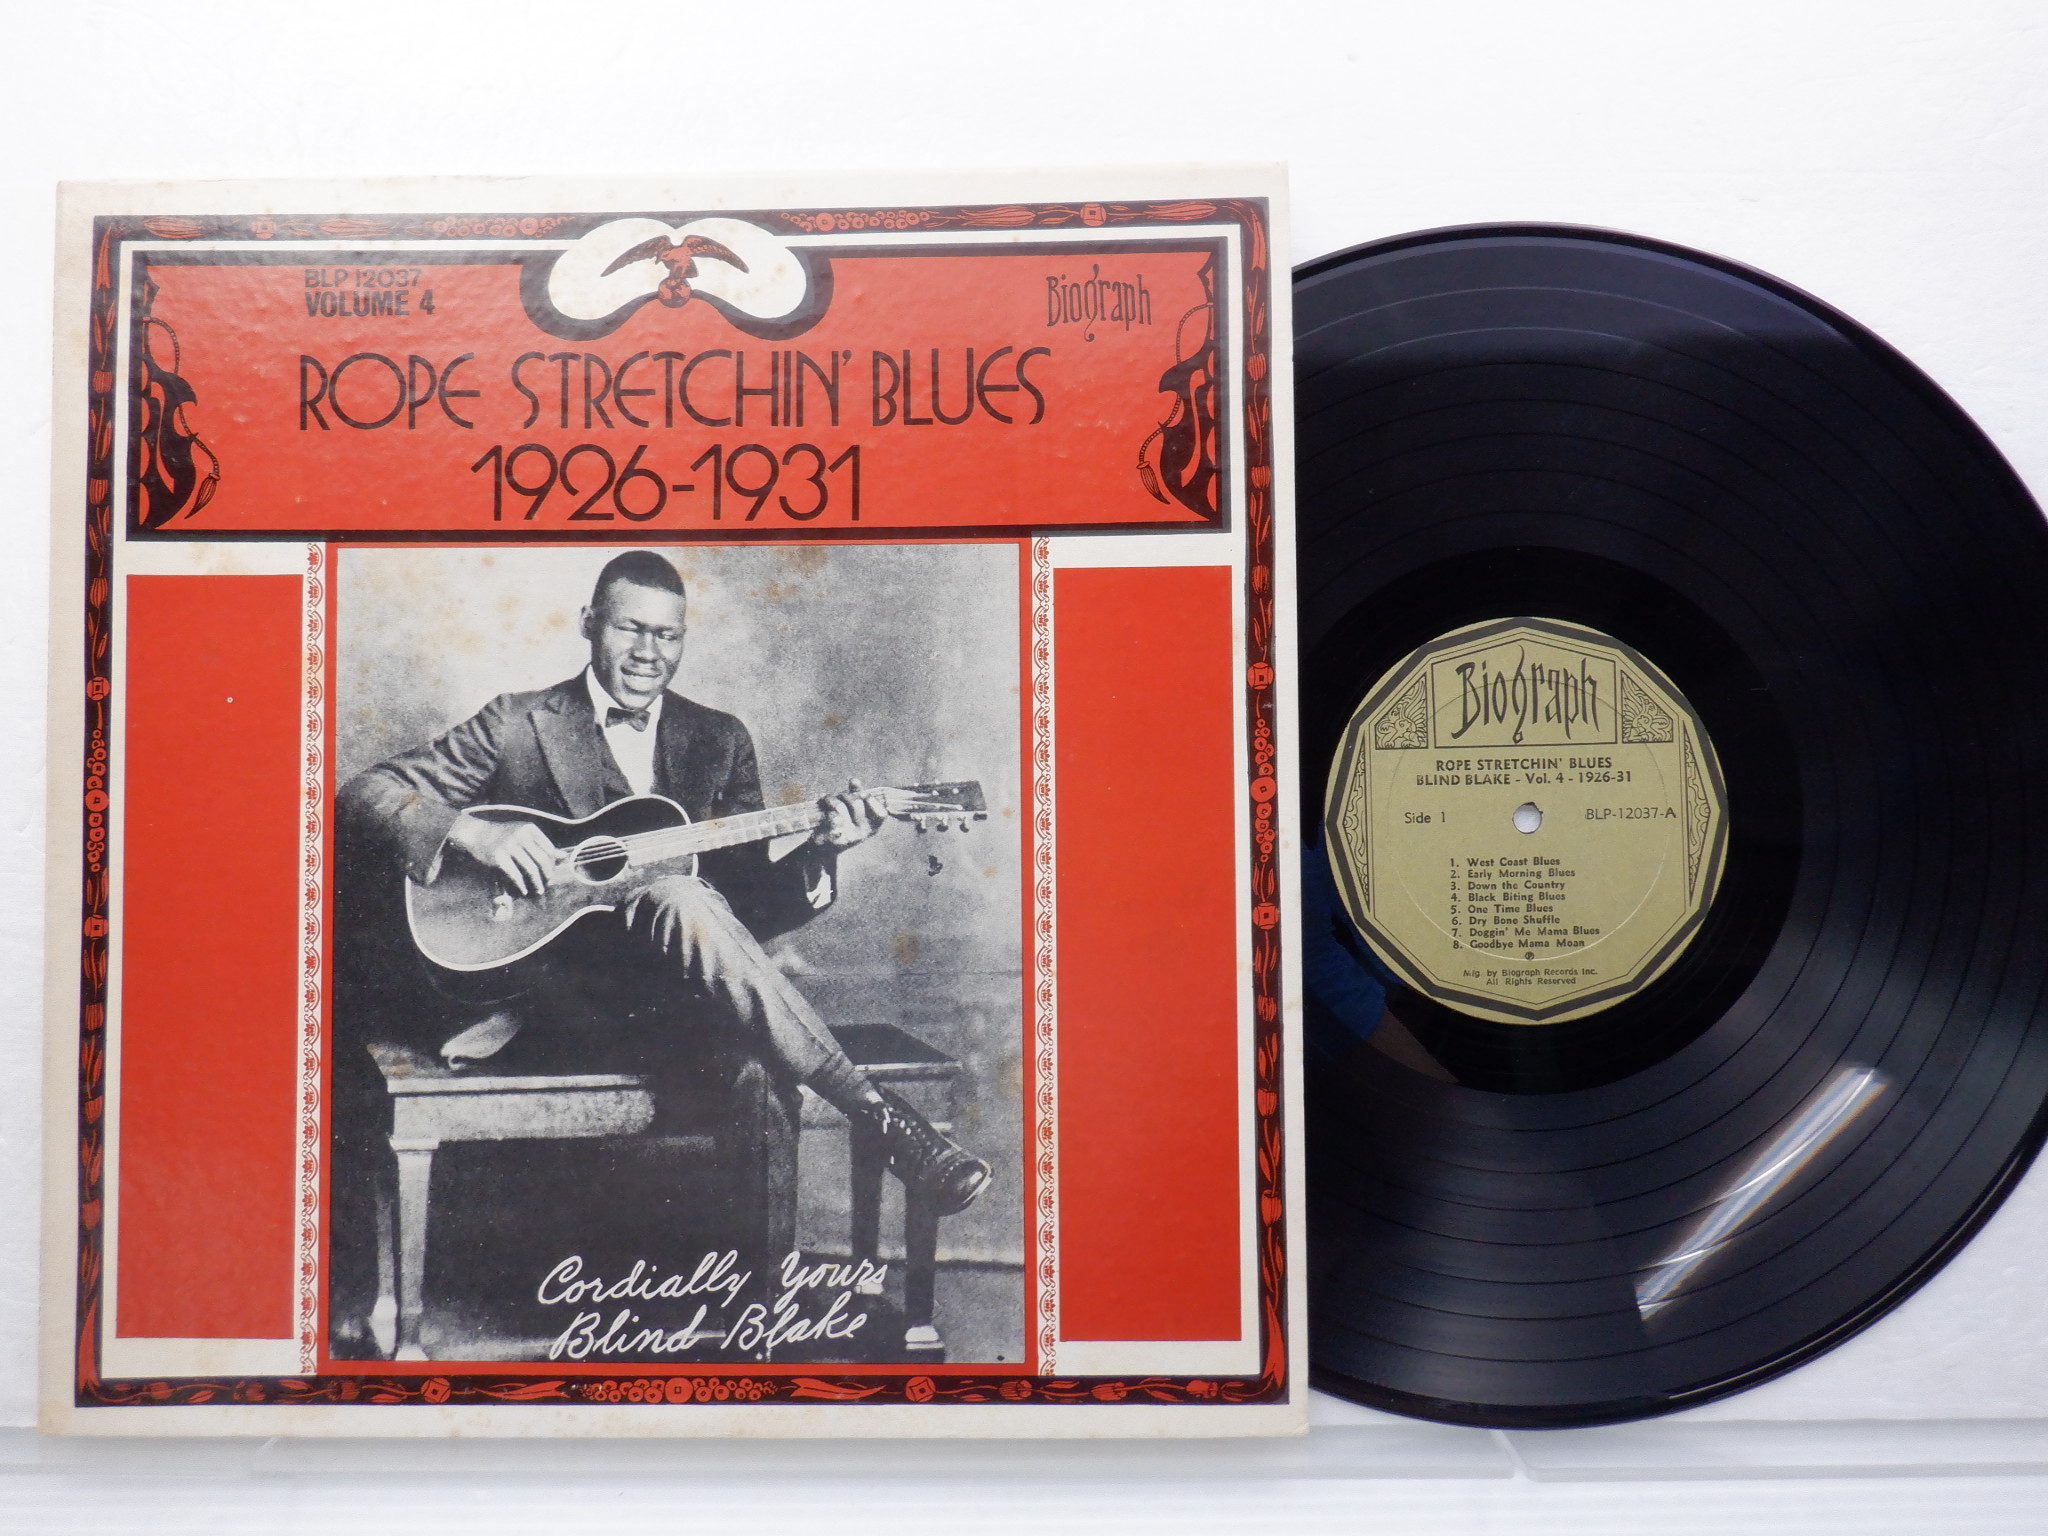 BLP 12037
VOLUME 4
Biograph
ROPE STRETCHIN' BLUES
1926-1931
Cordially Yours
Blind Blake
Biograph
ROPE STRETCHIN' BLUES
BLIND BLAKE - Vol. 4 - 1926-31
Side 1
BLP-12037-A
1. West Coast Blues
2. Early Morning Blues
3. Down the Country
4. Black Biting Blues
5. One Time Blues
6. Dry Bone Shuffle
7. Doggin' Me Mama Blues
8. Goodbye Mama Moan
℗
Mfg. by Biograph Records Inc.
All Rights Reserved